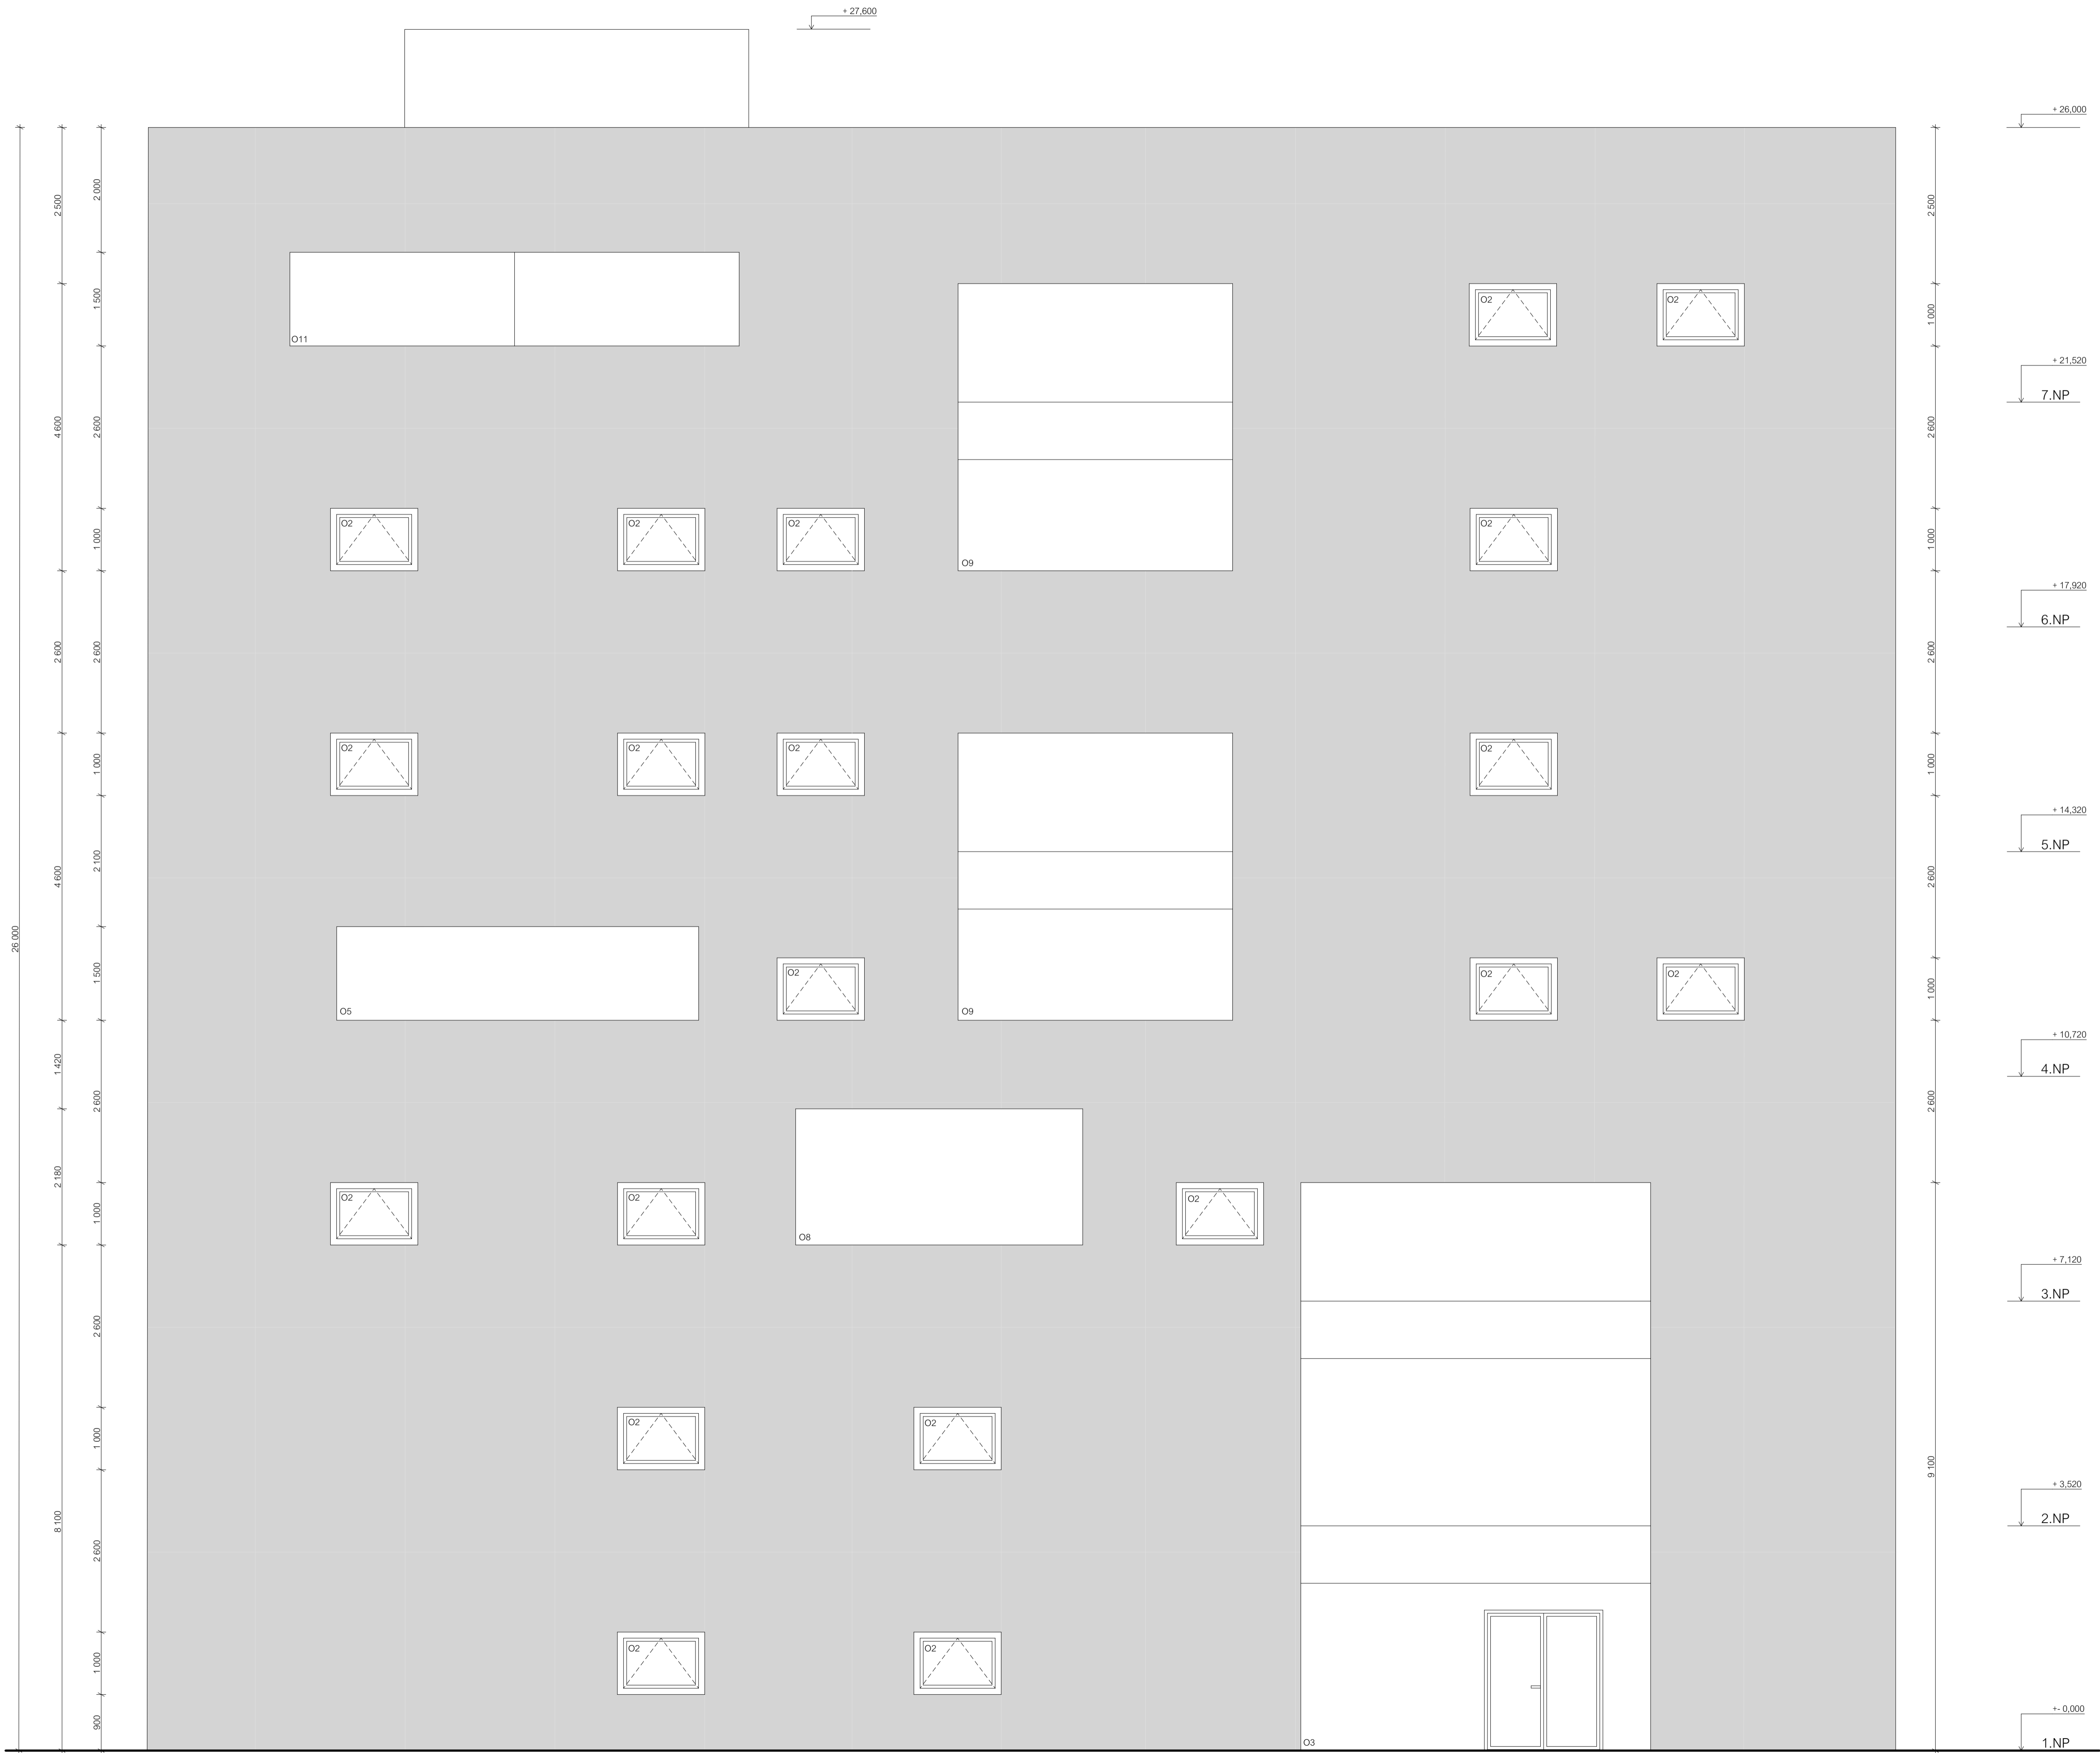 + 27,600
+ 26,000
2 000
2 500
2 500
1 500
O11
O2
O2
1 000
+ 21,520
7.NP
4 600
2 600
2 600
O2
O2
O2
O2
1 000
1 000
O9
+ 17,920
6.NP
2 600
2 600
2 600
O2
O2
O2
O2
1 000
1 000
+ 14,320
5.NP
4 600
2 100
2 600
26 000
1 500
O5
O2
O9
O2
O2
1 000
+ 10,720
4.NP
1 420
2 600
2 600
2 180
1 000
O2
O2
O8
O2
+ 7,120
3.NP
2 600
1 000
O2
O2
9 100
+ 3,520
2.NP
8 100
2 600
1 000
O2
O2
900
O3
+- 0,000
1.NP